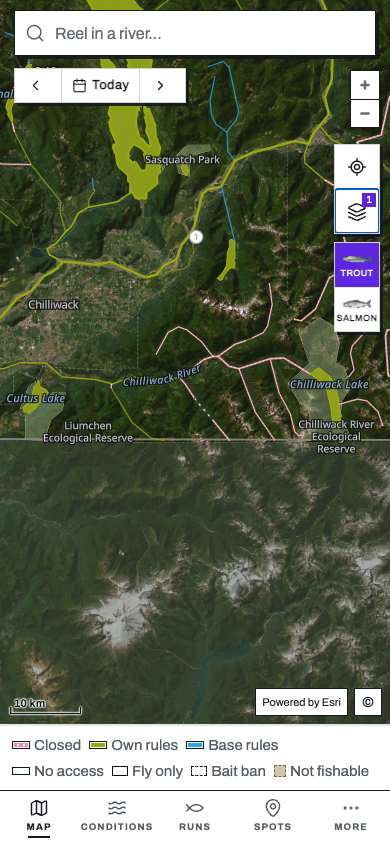 Reel in a river...
Today
1
TROUT
SALMON
Sasquatch Park
1
Chilliwack
Chilliwack River
Chilliwack Lake
Cultus Lake
Liumchen
Ecological Reserve
Chilliwack River
Ecological
Reserve
10 km
Powered by Esri
©
Closed
Own rules
Base rules
No access
Fly only
Bait ban
Not fishable
MAP
CONDITIONS
RUNS
SPOTS
MORE